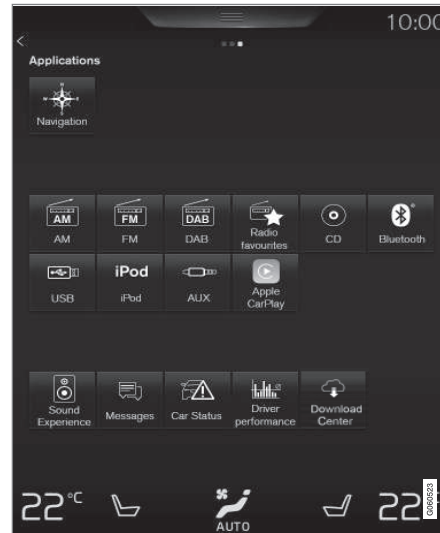 10:00
Applications
Navigation
AM FM DAB
AM FM DAB Radio favourites CD Bluetooth
iPod
USB iPod AUX Apple CarPlay
Sound Experience Messages Car Status Driver performance Download Center
22°C AUTO 22
G060523